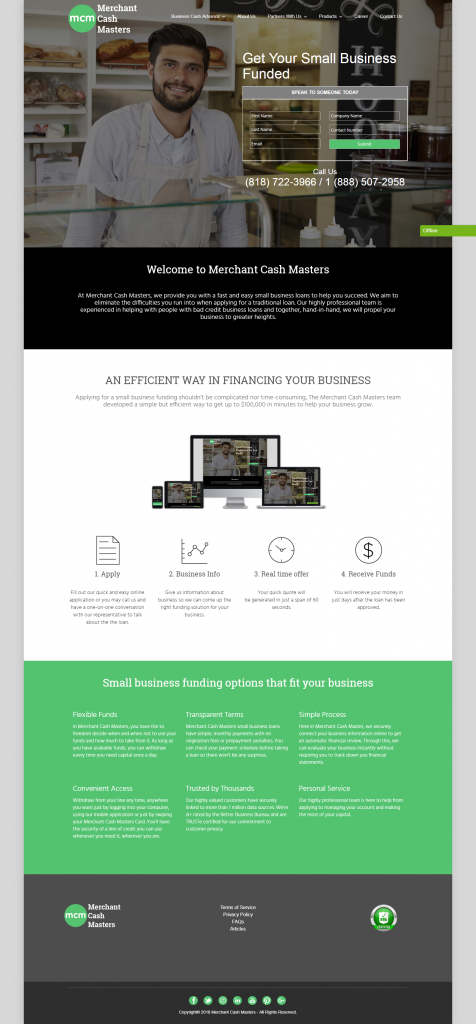 mcm
Merchant
Cash
Masters
Business Cash Advance
About Us
Partners With Us
Products
Career
Contact Us
Get Your Small Business
Funded
SPEAK TO SOMEONE TODAY
First Name
Company Name
Last Name
Contact Number
Email
Submit
Call Us
(818) 722-3966 / 1 (888) 507-2958
Offline
Welcome to Merchant Cash Masters
At Merchant Cash Masters, we provide you with a fast and easy small business loans to help you succeed. We aim to
eliminate the difficulties you run into when applying for a traditional loan. Our highly professional team is
experienced in helping with people with bad credit business loans and together, hand-in-hand, we will propel your
business to greater heights.
AN EFFICIENT WAY IN FINANCING YOUR BUSINESS
Applying for a small business funding shouldn't be complicated nor time-consuming, The Merchant Cash Masters team
developed a simple but efficient way to get up to $100,000 in minutes to help your business grow.
1. Apply
Fill out our quick and easy online
application or you may call us and
have a one-on-one conversation
with our representative to talk
about the the loan.
2. Business Info
Give us information about
business so we can come up the
right funding solution for your
business.
3. Real time offer
Your quick quote will
be generated in just a span of 60
seconds.
4. Receive Funds
You will receive your money in
just days after the loan has been
approved.
Small business funding options that fit your business
Flexible Funds
In Merchant Cash Masters, you have the so
freedom decide when and when not to use your
funds and how much to take from it. As long as
you have available funds, you can withdraw
every time you need capital once a day.
Transparent Terms
Merchant Cash Masters small business loans
have simple, monthly payments with no
origination fees or prepayment penalties. You
can check your payment schedule before taking
a loan so there won't be any surprises.
Simple Process
Here in Merchant Cash Master, we securely
connect your business information online to get
an automatic financial review. Through this, we
can evaluate your business instantly without
requiring you to track down you financial
statements.
Convenient Access
Withdraw from your line any time, anywhere
you want just by logging into your computer,
using our mobile application or just by swiping
your Merchant Cash Masters Card. You'll have
the security of a line of credit you can use
whenever you need it, wherever you are.
Trusted by Thousands
Our highly valued customers have securely
linked to more than 1 million data sources. We're
A+ rated by the Better Business Bureau and are
TRUSTe certified for our commitment to
customer privacy.
Personal Service
Our highly professional team is here to help from
applying to managing your account and making
the most of your capital.
mcm
Merchant
Cash
Masters
Terms of Service
Privacy Policy
FAQs
Articles
Copyright© 2018 Merchant Cash Masters - All Rights Reserved.